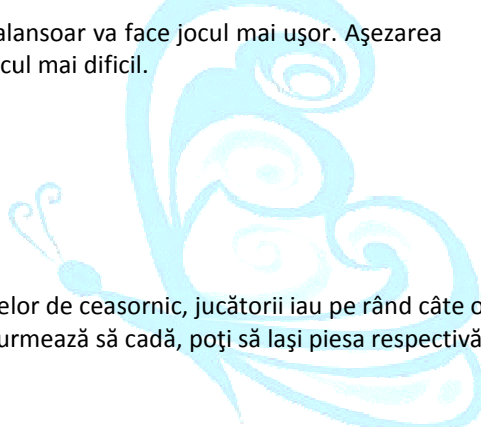 alansoar va face jocul mai uşor. Aşezarea
cul mai dificil.
elor de ceasornic, jucătorii iau pe rând câte o
urmează să cadă, poţi să laşi piesa respectivă